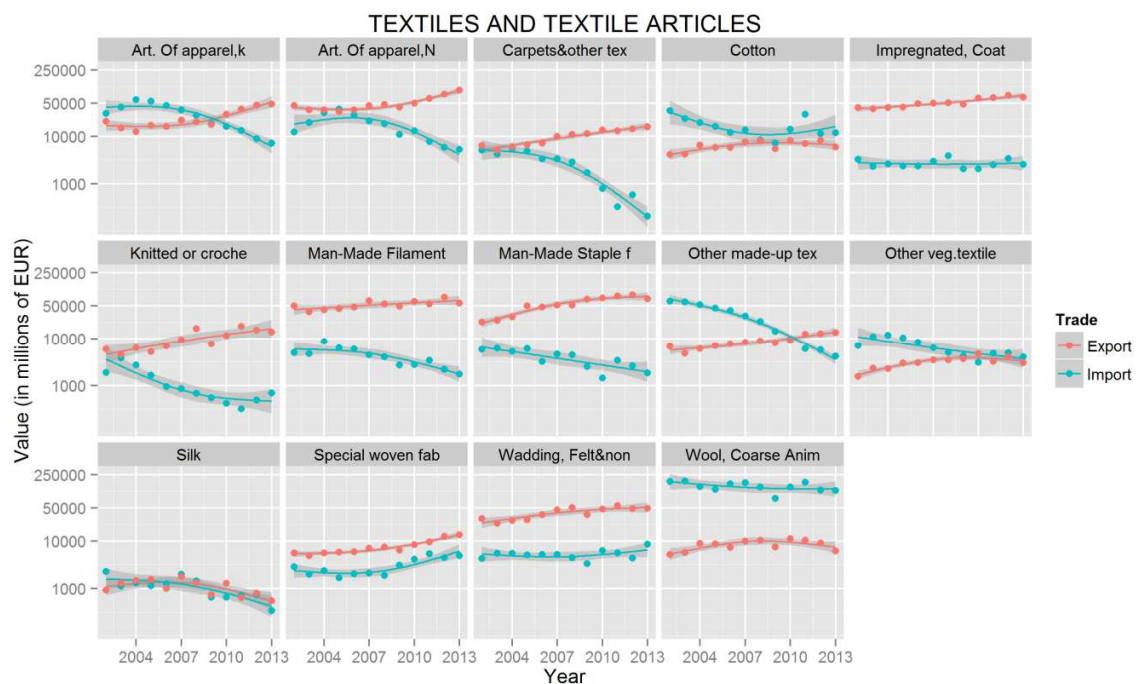 TEXTILES AND TEXTILE ARTICLES
Art. Of apparel,k
Art. Of apparel,N
Carpets&other tex
Cotton
Impregnated, Coat
250000
50000
10000
1000
Knitted or croche
Man-Made Filament
Man-Made Staple f
Other made-up tex
Other veg.textile
250000
50000
10000
1000
Value (in millions of EUR)
Trade
Export
Import
Silk
Special woven fab
Wadding, Felt&non
Wool, Coarse Anim
250000
50000
10000
1000
2004 2007 2010 2013 2004 2007 2010 2013 2004 2007 2010 2013 2004 2007 2010 2013
Year